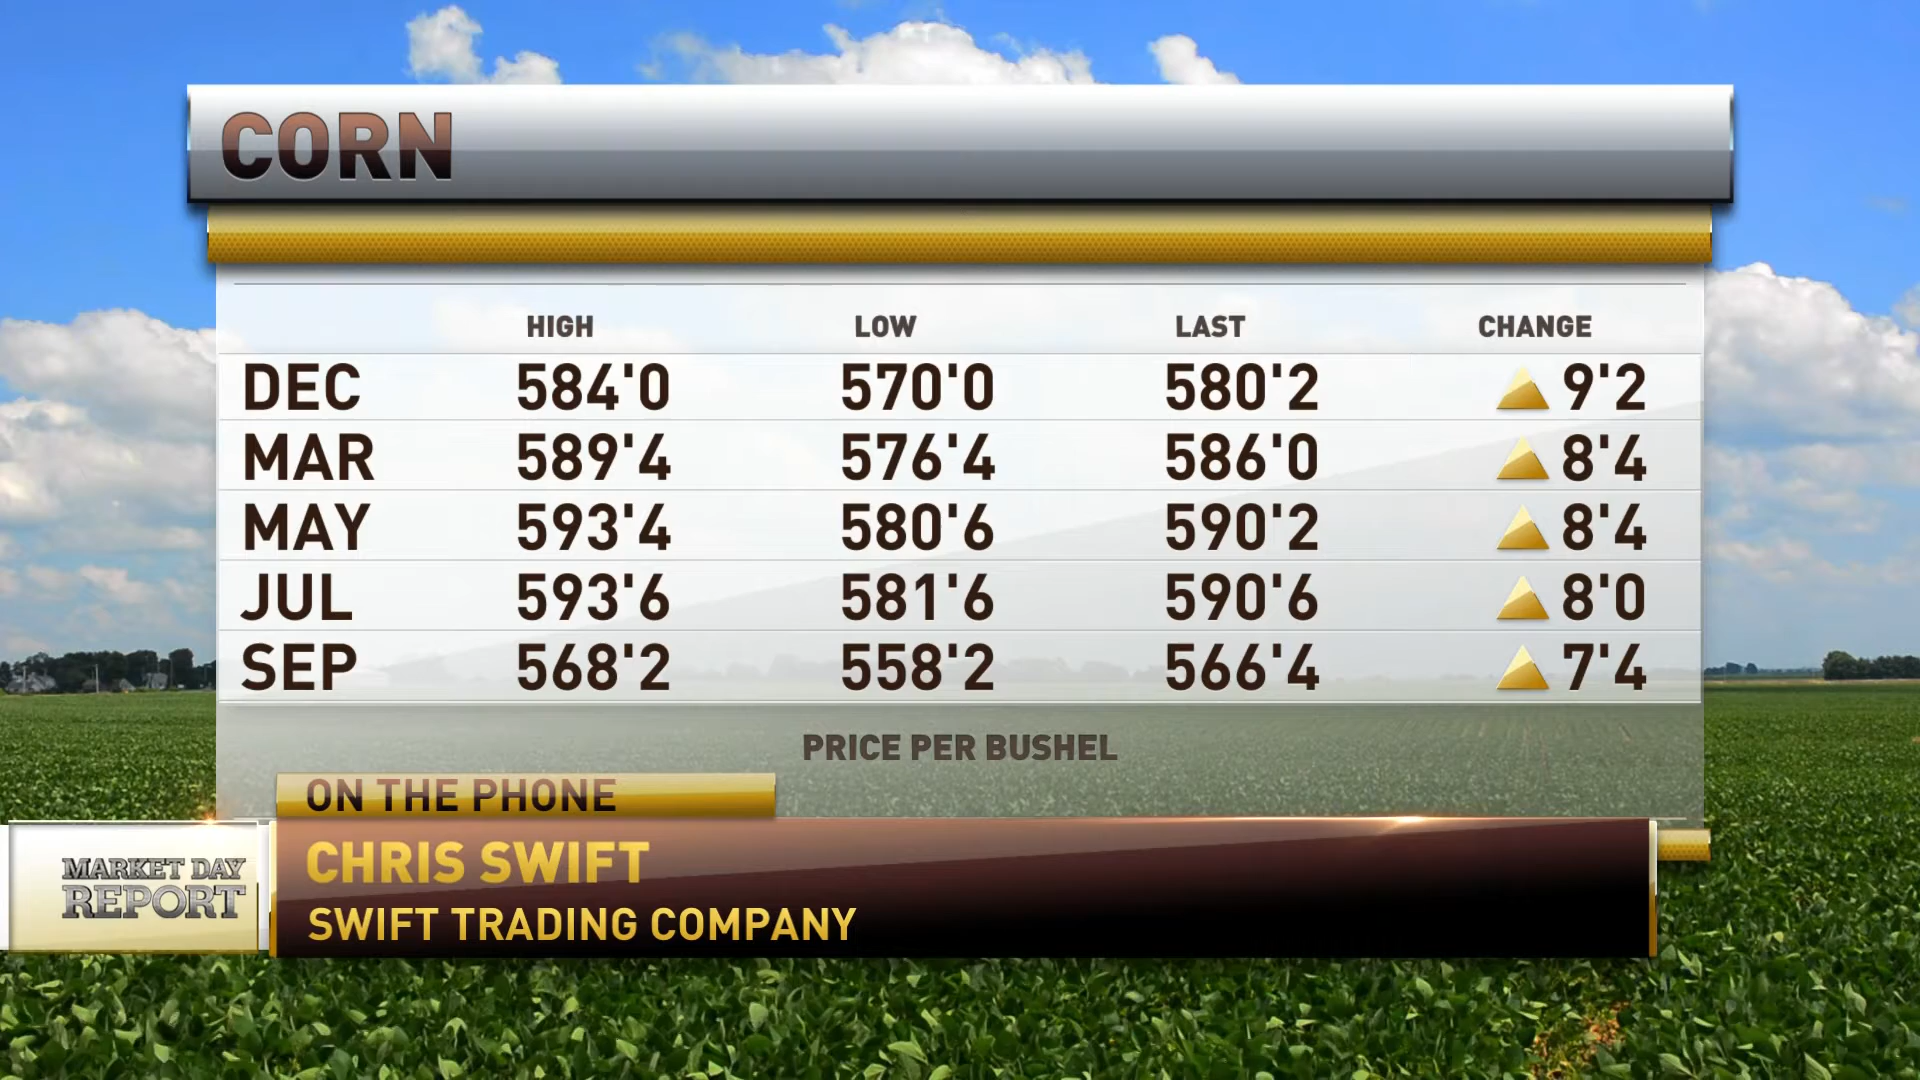 CORN
HIGH LOW LAST CHANGE
DEC 584'0 570'0 580'2 9'2
MAR 589'4 576'4 586'0 8'4
MAY 593'4 580'6 590'2 8'4
JUL 593'6 581'6 590'6 8'0
SEP 568'2 558'2 566'4 7'4
PRICE PER BUSHEL
ON THE PHONE
CHRIS SWIFT
SWIFT TRADING COMPANY
MARKET DAY
REPORT